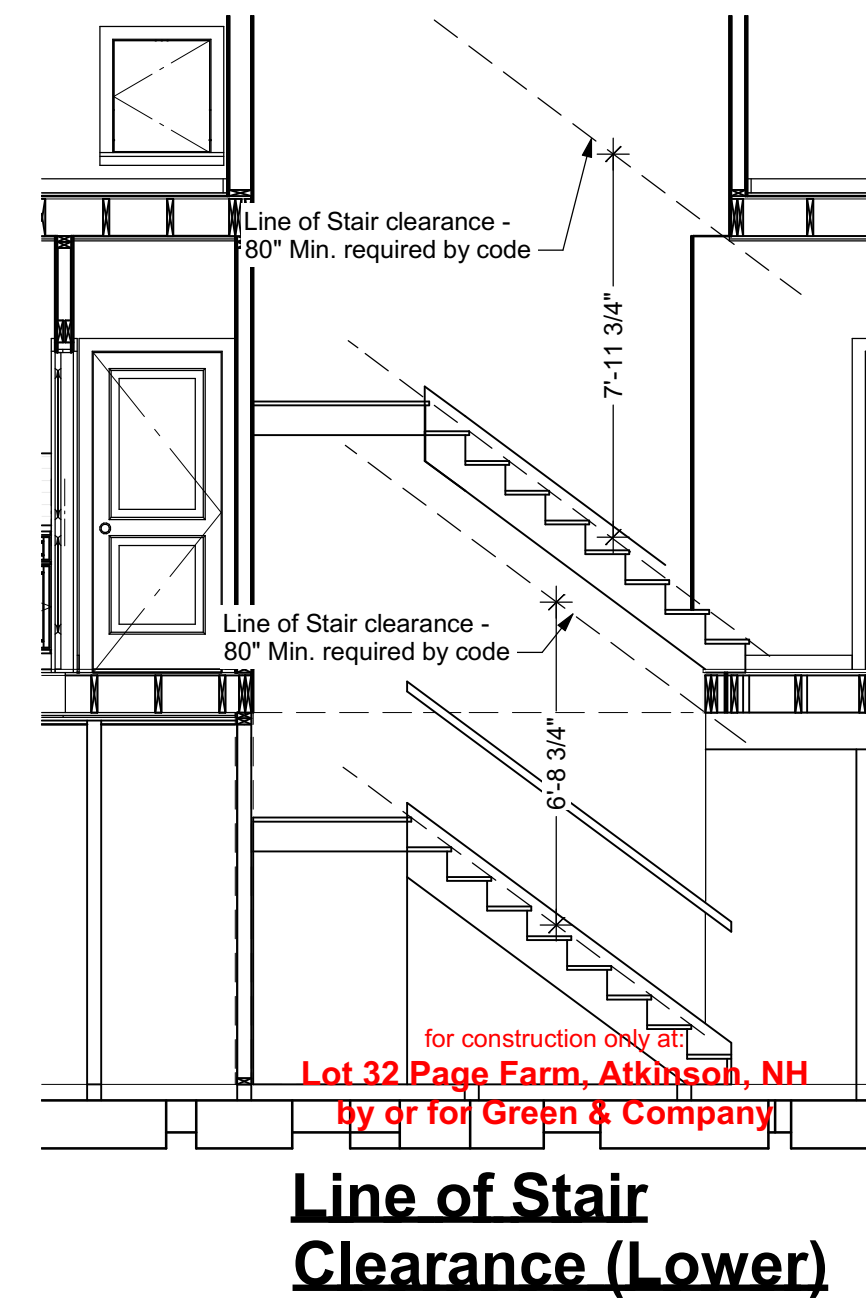 Line of Stair clearance -
80" Min. required by code
7'-11 3/4"
Line of Stair clearance -
80" Min. required by code
6'-8 3/4"
for construction only at:
Lot 32 Page Farm, Atkinson, NH
by or for Green & Company
Line of Stair
Clearance (Lower)